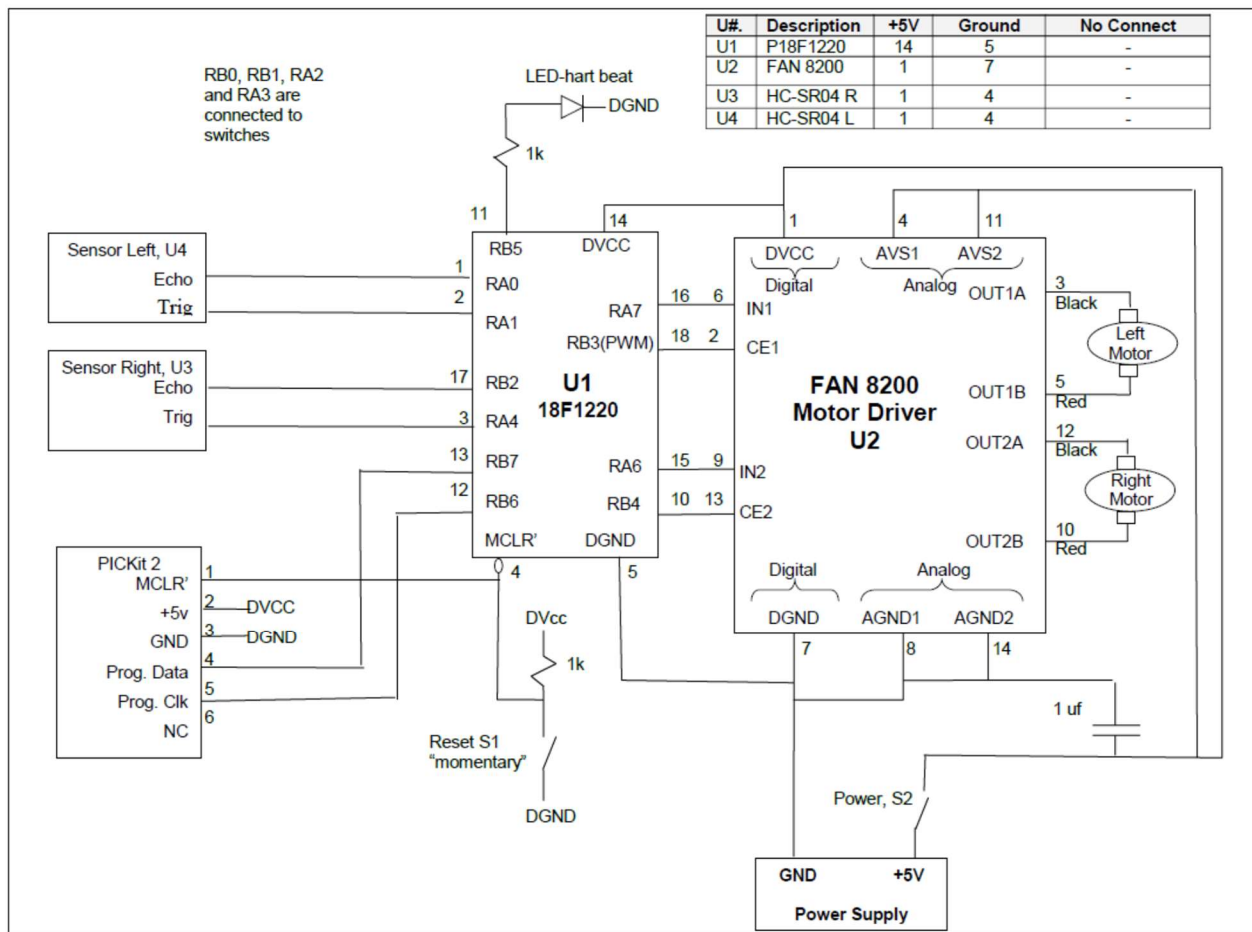 U#. Description +5V Ground No Connect
U1 P18F1220 14 5 -
U2 FAN 8200 1 7 -
U3 HC-SR04 R 1 4 -
U4 HC-SR04 L 1 4 -
RB0, RB1, RA2
and RA3 are
connected to
switches
LED-hart beat
DGND
1k
11
14
1
4
11
Sensor Left, U4
Echo
Trig
1
2
RB5
DVCC
RA0
RA1
RA7
16
6
IN1
RB3(PWM)
18
2
CE1
DVCC
Digital
AVS1
AVS2
Analog
OUT1A
3
Black
Left
Motor
OUT1B
5
Red
Sensor Right, U3
Echo
Trig
17
3
RB2
RA4
U1
18F1220
FAN 8200
Motor Driver
U2
OUT2A
12
Black
Right
Motor
OUT2B
10
Red
13
12
RB7
RB6
RA6
15
9
IN2
RB4
10
13
CE2
MCLR'
DGND
4
5
Digital
DGND
Analog
AGND1
AGND2
7
8
14
PICKit 2
MCLR'
1
+5v
2
DVCC
GND
3
DGND
Prog. Data
4
Prog. Clk
5
NC
6
DVcc
1k
Reset S1
“momentary”
DGND
1 uf
Power, S2
GND +5V
Power Supply